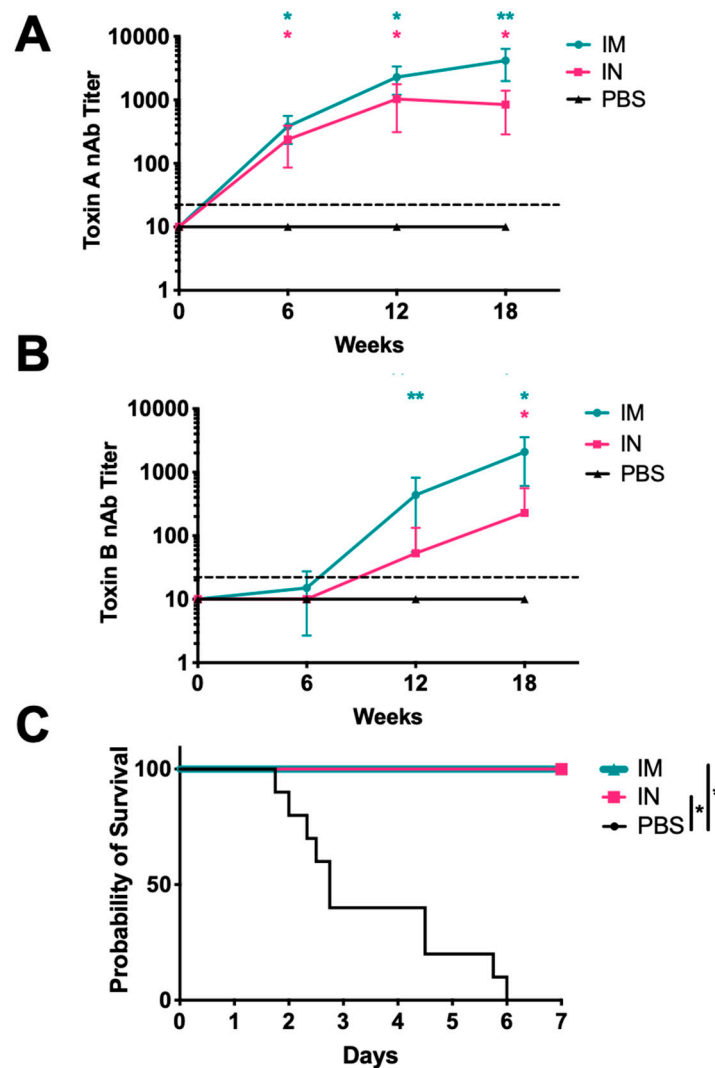 A
* * **
* * *
10000
1000
100
10
1
Toxin A nAb Titer
0 6 12 18
Weeks
IM
IN
PBS
B
** *
*
10000
1000
100
10
1
Toxin B nAb Titer
0 6 12 18
Weeks
IM
IN
PBS
C
100
50
0
Probability of Survival
0 1 2 3 4 5 6 7
Days
IM
IN
PBS
*